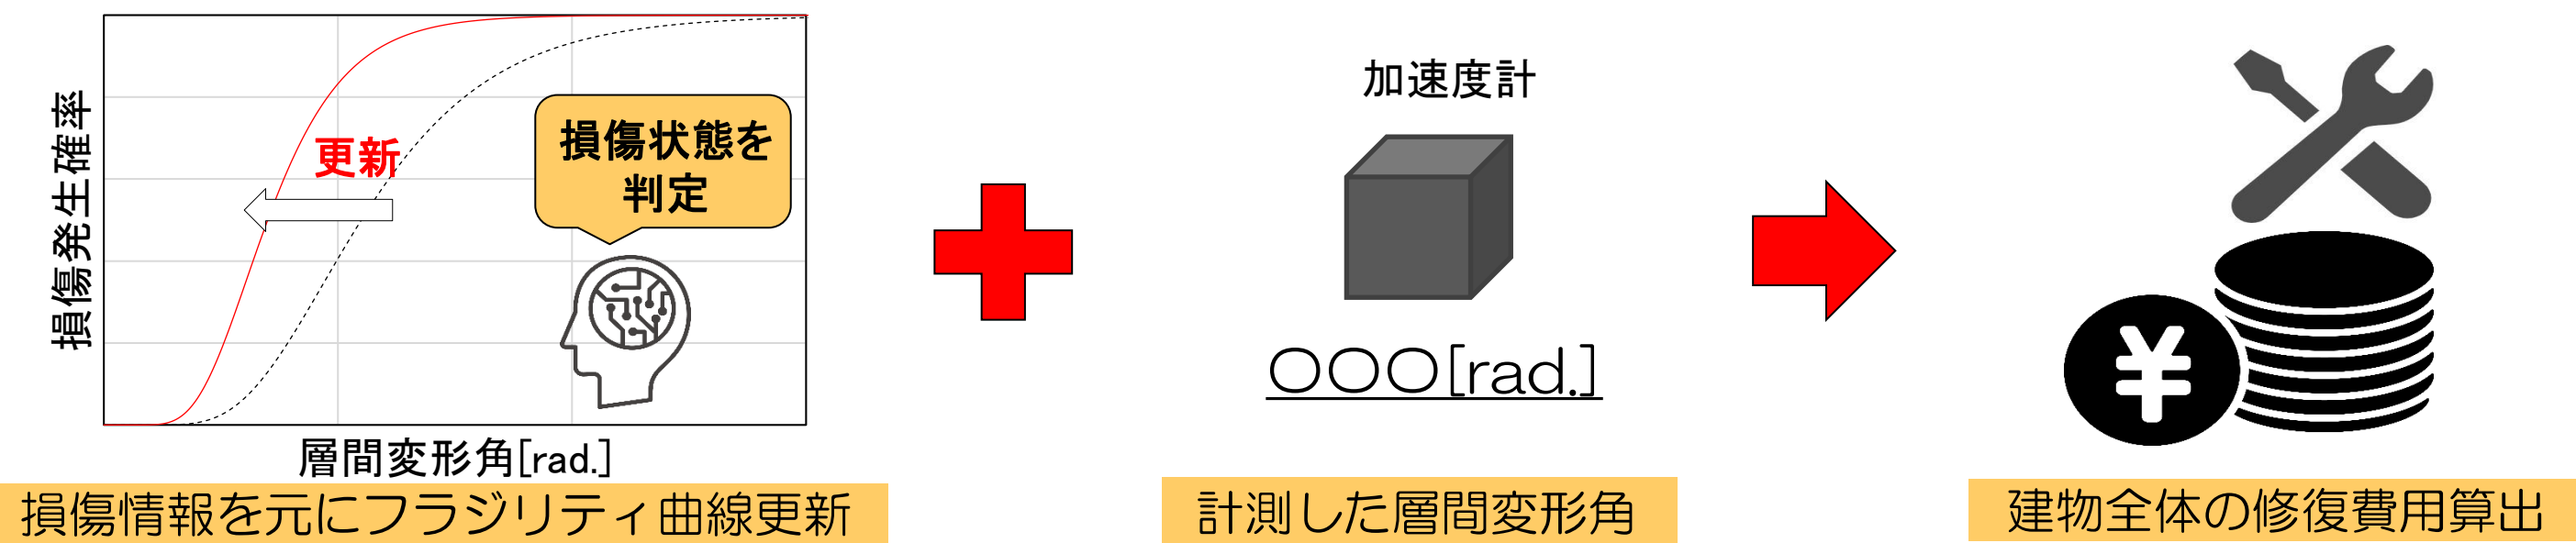 損傷発生確率
更新
損傷状態を
判定
層間変形角[rad.]
損傷情報を元にフラジリティ曲線更新
加速度計
〇〇〇[rad.]
計測した層間変形角
¥
建物全体の修復費用算出